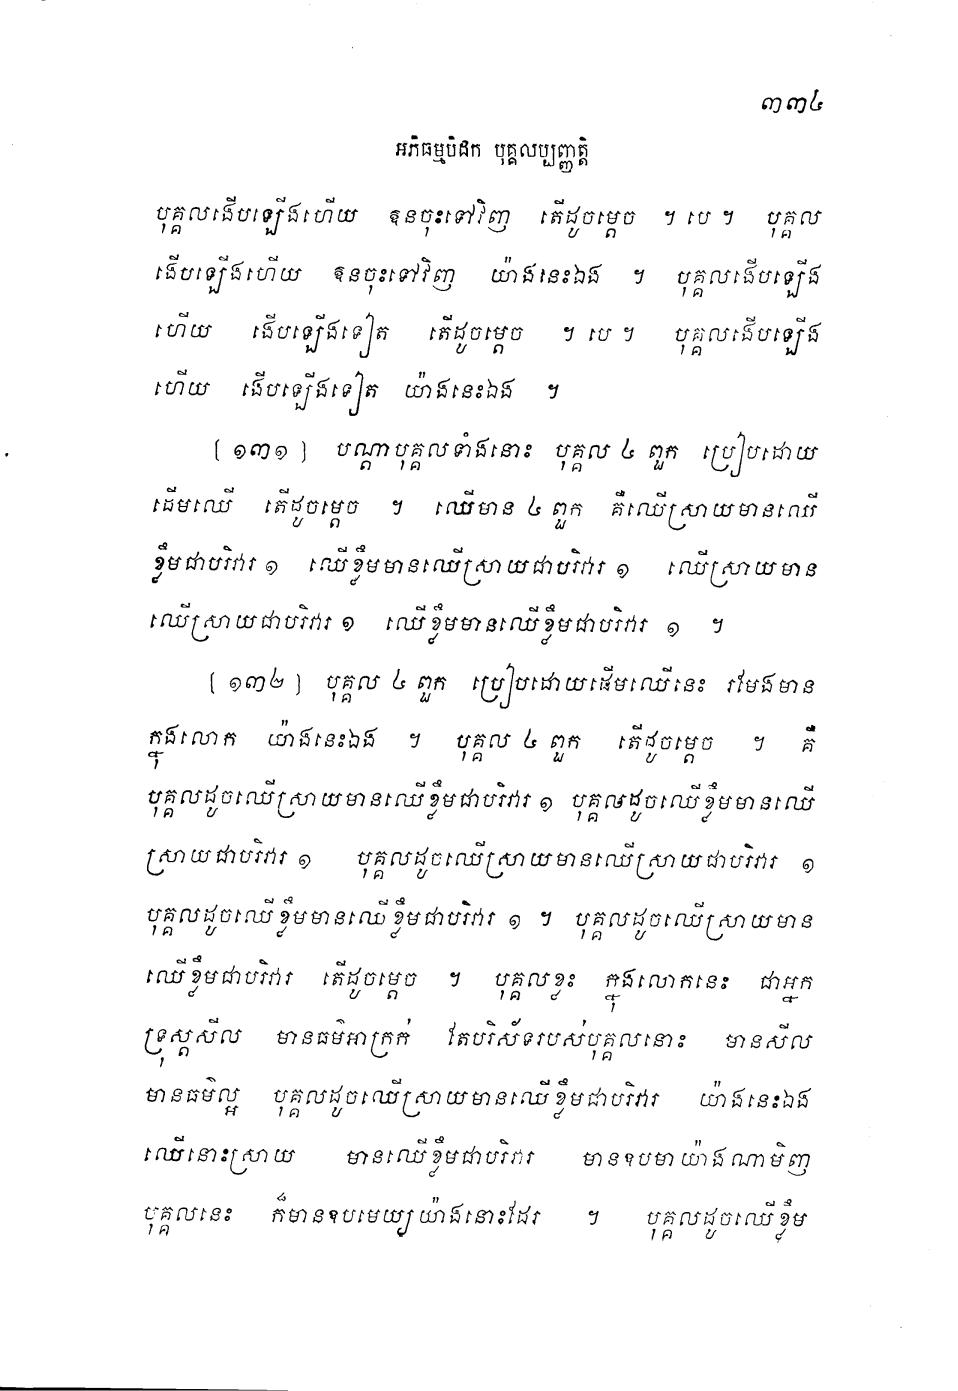 ៣៣៤
អភិធម្មបិដក បុគ្គលប្បញ្ញត្តិ
បុគ្គលងើបឡើងហើយ ឱនចុះទៅវិញ តើដូចម្តេច ។ បេ ។ បុគ្គល
ងើបឡើងហើយ ឱនចុះទៅវិញ យ៉ាងនេះឯង ។ បុគ្គលងើបឡើង
ហើយ ងើបឡើងទៀត តើដូចម្តេច ។ បេ ។ បុគ្គលងើបឡើង
ហើយ ងើបឡើងទៀត យ៉ាងនេះឯង ។
[ ១៣១ ] បណ្តាបុគ្គលទាំងនោះ បុគ្គល ៤ ពួក ប្រៀបដោយ
ដើមឈើ តើដូចម្តេច ។ ឈើមាន ៤ ពួក គឺឈើស្រាយមានឈើ
ខ្លឹមជាបរិវារ ១ ឈើខ្លឹមមានឈើស្រាយជាបរិវារ ១ ឈើស្រាយមាន
ឈើស្រាយជាបរិវារ ១ ឈើខ្លឹមមានឈើខ្លឹមជាបរិវារ ១ ។
[ ១៣២ ] បុគ្គល ៤ ពួក ប្រៀបដោយដើមឈើនេះ រមែងមាន
ក្នុងលោក យ៉ាងនេះឯង ។ បុគ្គល ៤ ពួក តើដូចម្តេច ។ គឺ
បុគ្គលដូចឈើស្រាយមានឈើខ្លឹមជាបរិវារ ១ បុគ្គលដូចឈើខ្លឹមមានឈើ
ស្រាយជាបរិវារ ១ បុគ្គលដូចឈើស្រាយមានឈើស្រាយជាបរិវារ ១
បុគ្គលដូចឈើខ្លឹមមានឈើខ្លឹមជាបរិវារ ១ ។ បុគ្គលដូចឈើស្រាយមាន
ឈើខ្លឹមជាបរិវារ តើដូចម្តេច ។ បុគ្គលខ្លះ ក្នុងលោកនេះ ជាអ្នក
ទ្រុស្តសីល មានធម៌អាក្រក់ តែបរិស័ទរបស់បុគ្គលនោះ មានសីល
មានធម៌ល្អ បុគ្គលដូចឈើស្រាយមានឈើខ្លឹមជាបរិវារ យ៉ាងនេះឯង
ឈើនោះស្រាយ មានឈើខ្លឹមជាបរិវារ មានឧបមាយ៉ាងណាមិញ
បុគ្គលនេះ ក៏មានឧបមេយ្យយ៉ាងនោះដែរ ។ បុគ្គលដូចឈើខ្លឹម